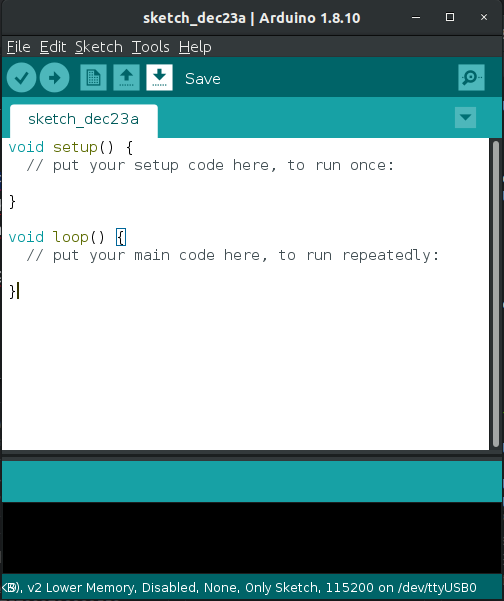 sketch_dec23a | Arduino 1.8.10
File Edit Sketch Tools Help
Save
sketch_dec23a
void setup() {
// put your setup code here, to run once:
}
void loop() {
// put your main code here, to run repeatedly:
}
), v2 Lower Memory, Disabled, None, Only Sketch, 115200 on /dev/ttyUSB0